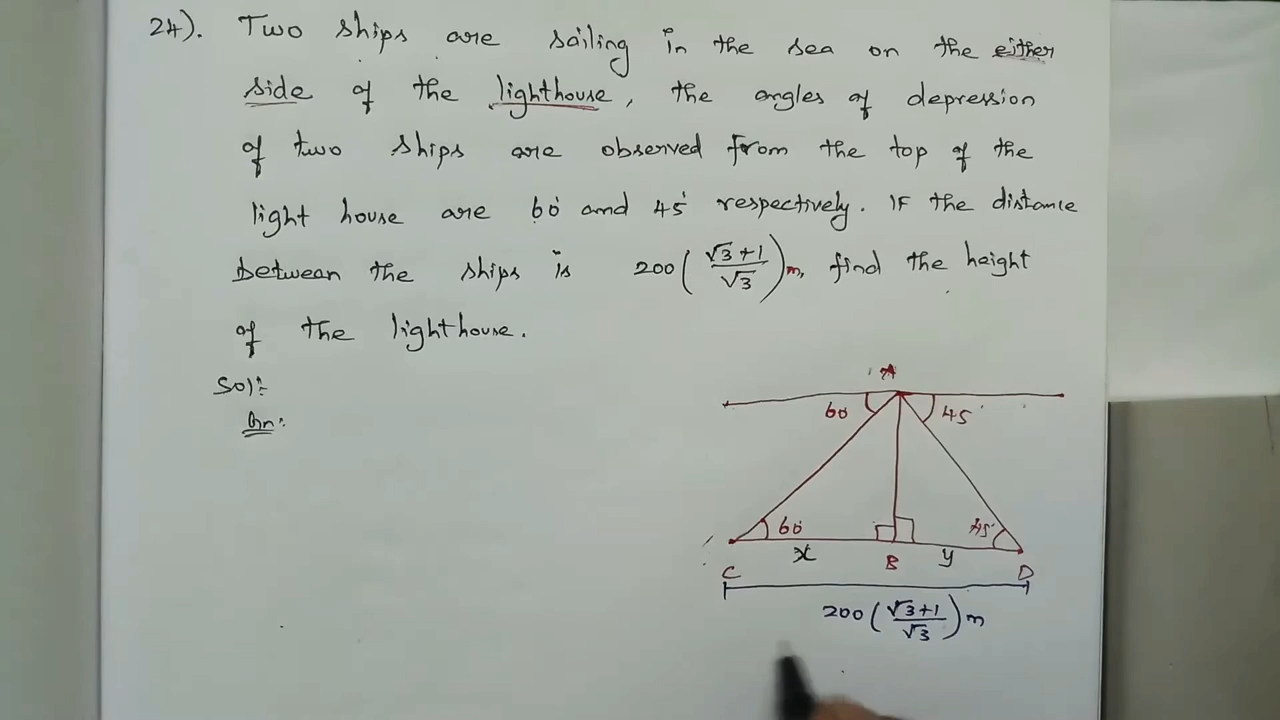 24). Two ships are sailing in the sea on the either
side of the lighthouse, the angles of depression
of two ships are observed from the top of the
light house are 60° and 45° respectively. If the distance
between the ships is 200(√3+1/√3)m, find the height
of the lighthouse.
Sol:-
Gn:
A
60° 45°
60° 45°
x B y
C D
200(√3+1/√3)m